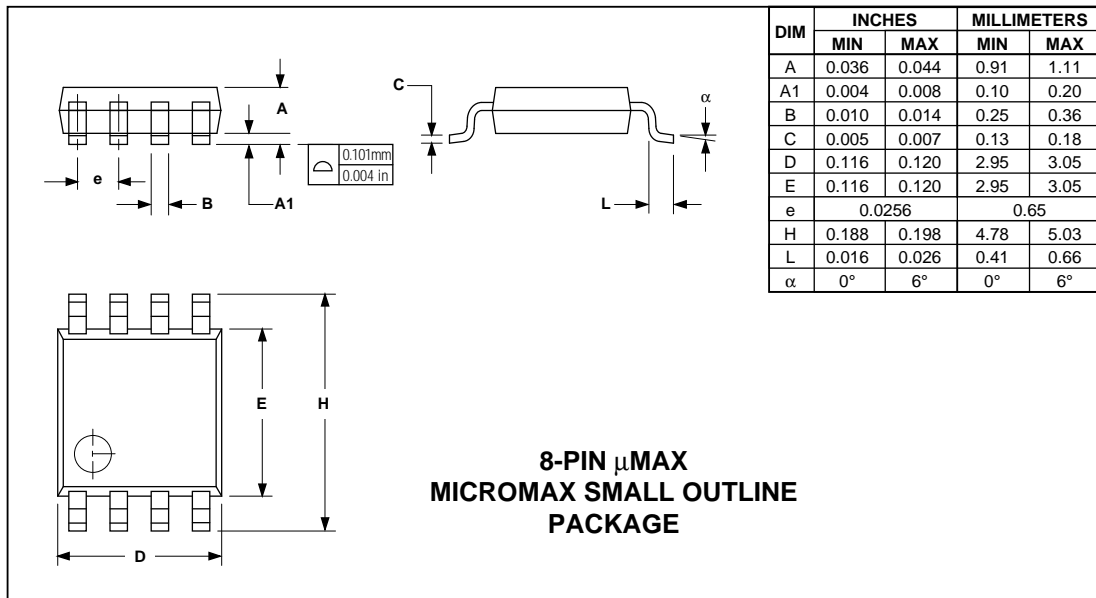 DIM INCHES MILLIMETERS
MIN MAX MIN MAX
A 0.036 0.044 0.91 1.11
A1 0.004 0.008 0.10 0.20
B 0.010 0.014 0.25 0.36
C 0.005 0.007 0.13 0.18
D 0.116 0.120 2.95 3.05
E 0.116 0.120 2.95 3.05
e 0.0256 0.65
H 0.188 0.198 4.78 5.03
L 0.016 0.026 0.41 0.66
α 0° 6° 0° 6°
A
C
α
0.101mm
0.004 in
e
B
A1
L
E
H
D
8-PIN µMAX
MICROMAX SMALL OUTLINE
PACKAGE